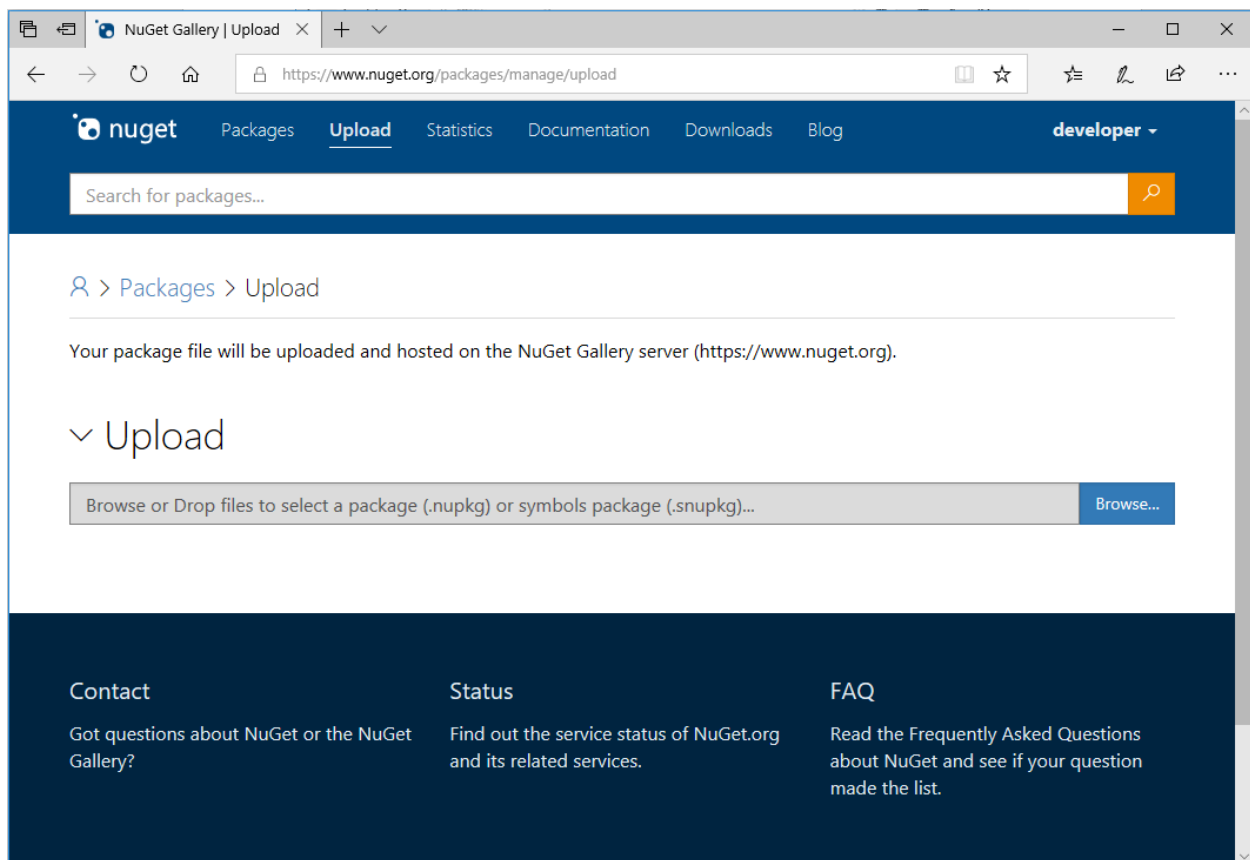 NuGet Gallery | Upload
https://www.nuget.org/packages/manage/upload
nuget Packages Upload Statistics Documentation Downloads Blog developer
Search for packages...
> Packages > Upload
Your package file will be uploaded and hosted on the NuGet Gallery server (https://www.nuget.org).
Upload
Browse or Drop files to select a package (.nupkg) or symbols package (.snupkg)... Browse...
Contact
Got questions about NuGet or the NuGet
Gallery?
Status
Find out the service status of NuGet.org
and its related services.
FAQ
Read the Frequently Asked Questions
about NuGet and see if your question
made the list.